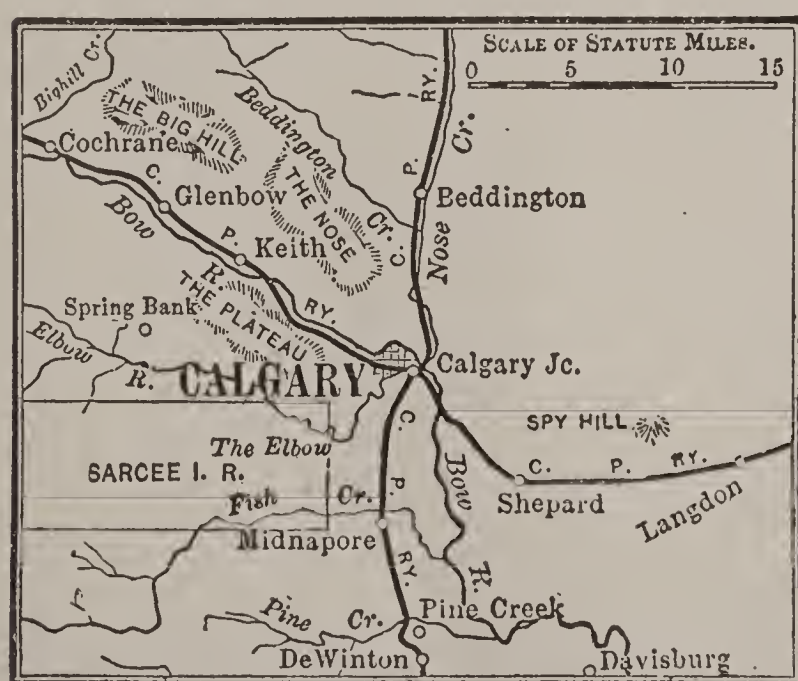 SCALE OF STATUTE MILES.
0 5 10 15
Bighill Cr.
THE BIG HILL
Beddington Cr.
RY.
P.
C.
Nose Cr.
Cochrane
C.
P.
RY.
Glenbow
THE NOSE
Beddington
Bow R.
Keith
THE PLATEAU
Spring Bank
Elbow R.
CALGARY
Calgary Jc.
SPY HILL
The Elbow
C.
P.
RY.
Bow R.
C. P. RY.
SARCEE I. R.
Shepard
Langdon
Fish Cr.
Midnapore
Pine Cr.
Pine Creek
DeWinton
Davisburg